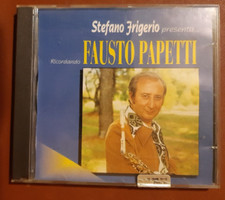 Stefano Frigerio presenta
Ricordando
FAUSTO PAPETTI